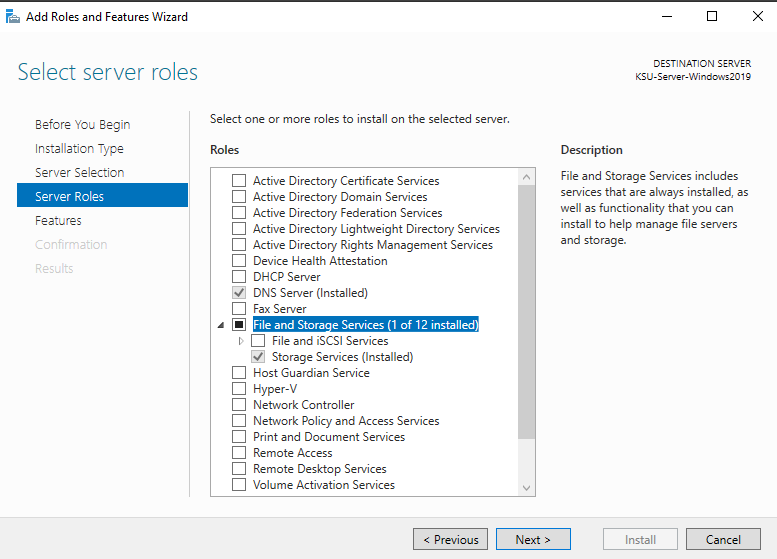 Add Roles and Features Wizard
Select server roles
DESTINATION SERVER
KSU-Server-Windows2019
Before You Begin
Installation Type
Server Selection
Server Roles
Features
Confirmation
Results
Select one or more roles to install on the selected server.
Roles
Active Directory Certificate Services
Active Directory Domain Services
Active Directory Federation Services
Active Directory Lightweight Directory Services
Active Directory Rights Management Services
Device Health Attestation
DHCP Server
DNS Server (Installed)
Fax Server
File and Storage Services (1 of 12 installed)
File and iSCSI Services
Storage Services (Installed)
Host Guardian Service
Hyper-V
Network Controller
Network Policy and Access Services
Print and Document Services
Remote Access
Remote Desktop Services
Volume Activation Services
Description
File and Storage Services includes
services that are always installed, as
well as functionality that you can
install to help manage file servers
and storage.
< Previous
Next >
Install
Cancel